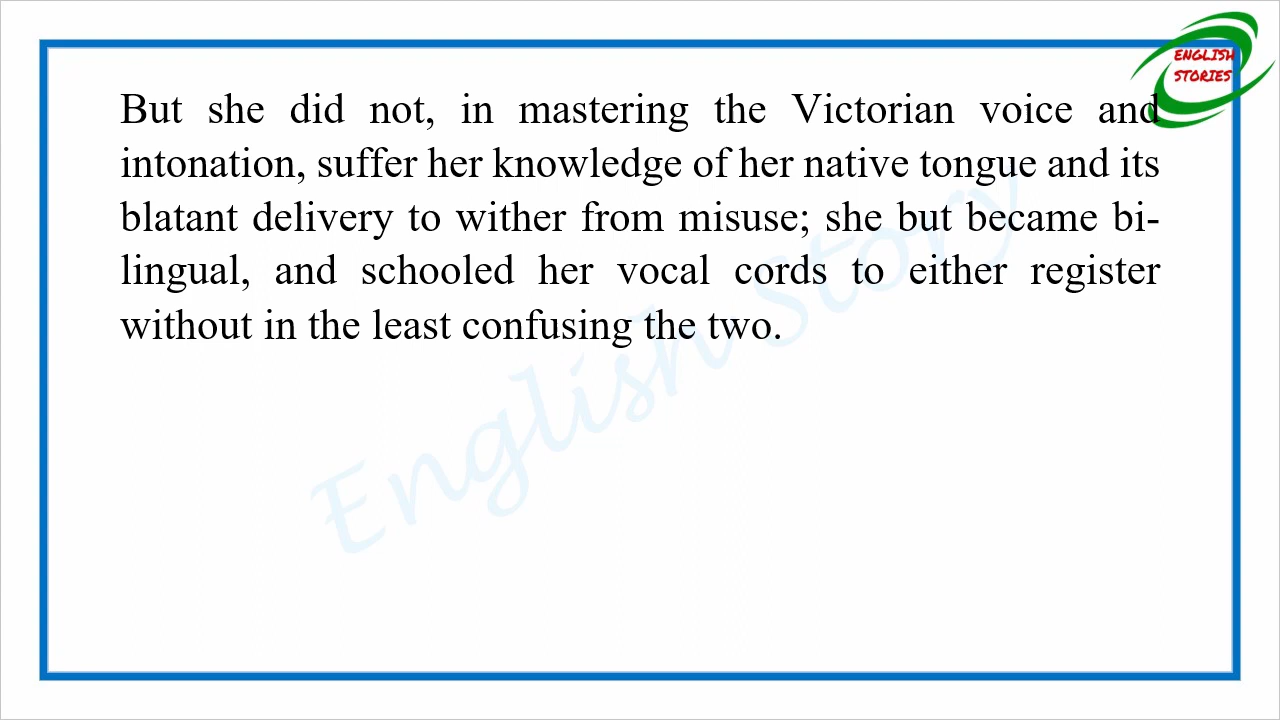 ENGLISH
STORIES
But she did not, in mastering the Victorian voice and
intonation, suffer her knowledge of her native tongue and its
blatant delivery to wither from misuse; she but became bi-
lingual, and schooled her vocal cords to either register
without in the least confusing the two.
English Story